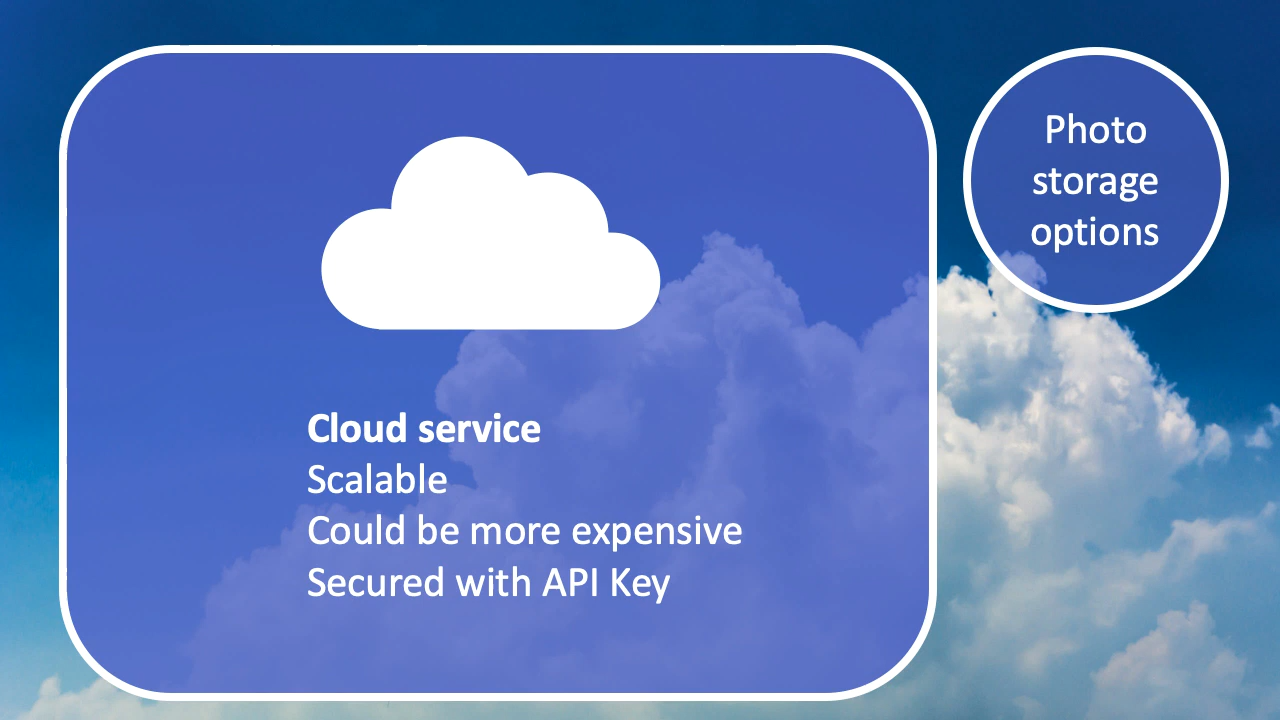 Photo
storage
options
Cloud service
Scalable
Could be more expensive
Secured with API Key